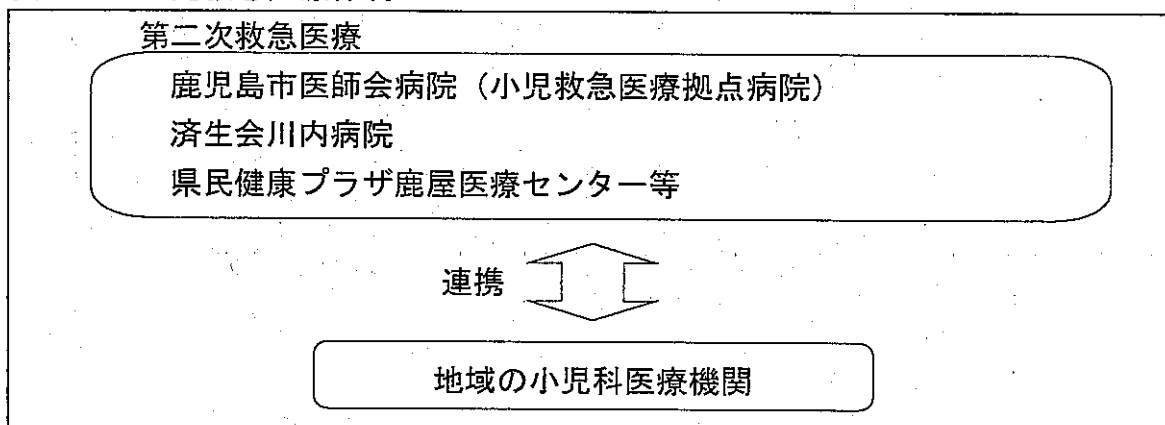 第二次救急医療
鹿児島市医師会病院（小児救急医療拠点病院）
済生会川内病院
県民健康プラザ鹿屋医療センター等
連携
地域の小児科医療機関